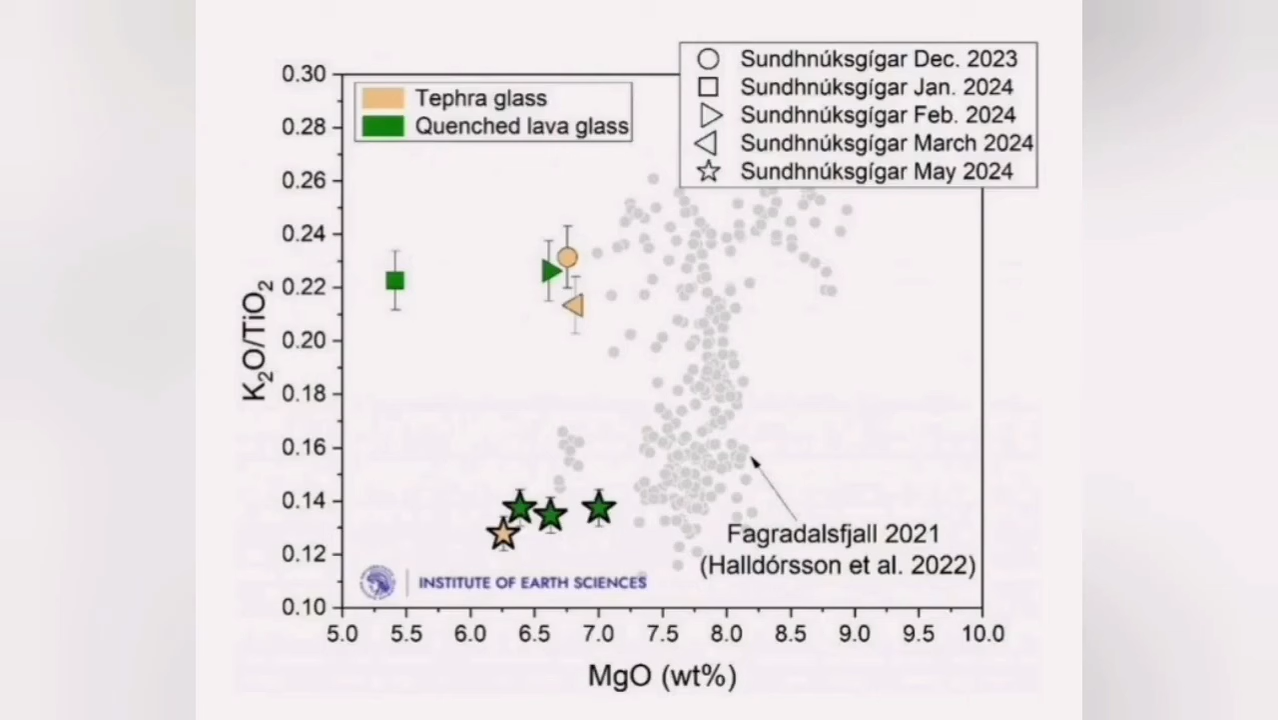 Sundhnúksgígar Dec. 2023
Sundhnúksgígar Jan. 2024
Sundhnúksgígar Feb. 2024
Sundhnúksgígar March 2024
Sundhnúksgígar May 2024
Tephra glass
Quenched lava glass
0.30
0.28
0.26
0.24
0.22
0.20
0.18
0.16
0.14
0.12
0.10
K₂O/TiO₂
Fagradalsfjall 2021
(Halldórsson et al. 2022)
INSTITUTE OF EARTH SCIENCES
5.0 5.5 6.0 6.5 7.0 7.5 8.0 8.5 9.0 9.5 10.0
MgO (wt%)